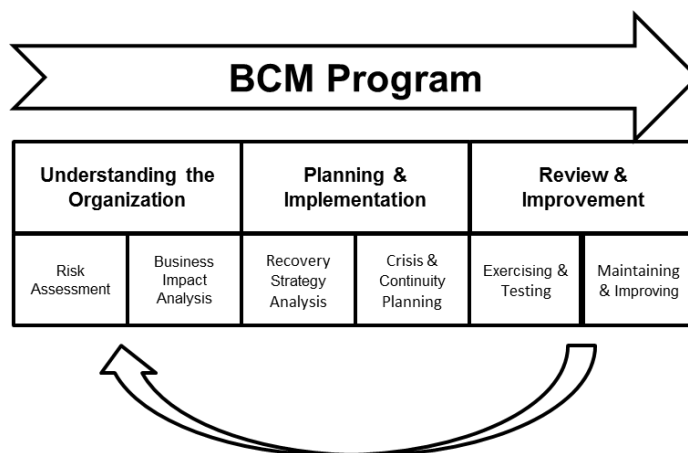 BCM Program
Understanding the
Organization
Planning &
Implementation
Review &
Improvement
Risk
Assessment
Business
Impact
Analysis
Recovery
Strategy
Analysis
Crisis &
Continuity
Planning
Exercising &
Testing
Maintaining
& Improving